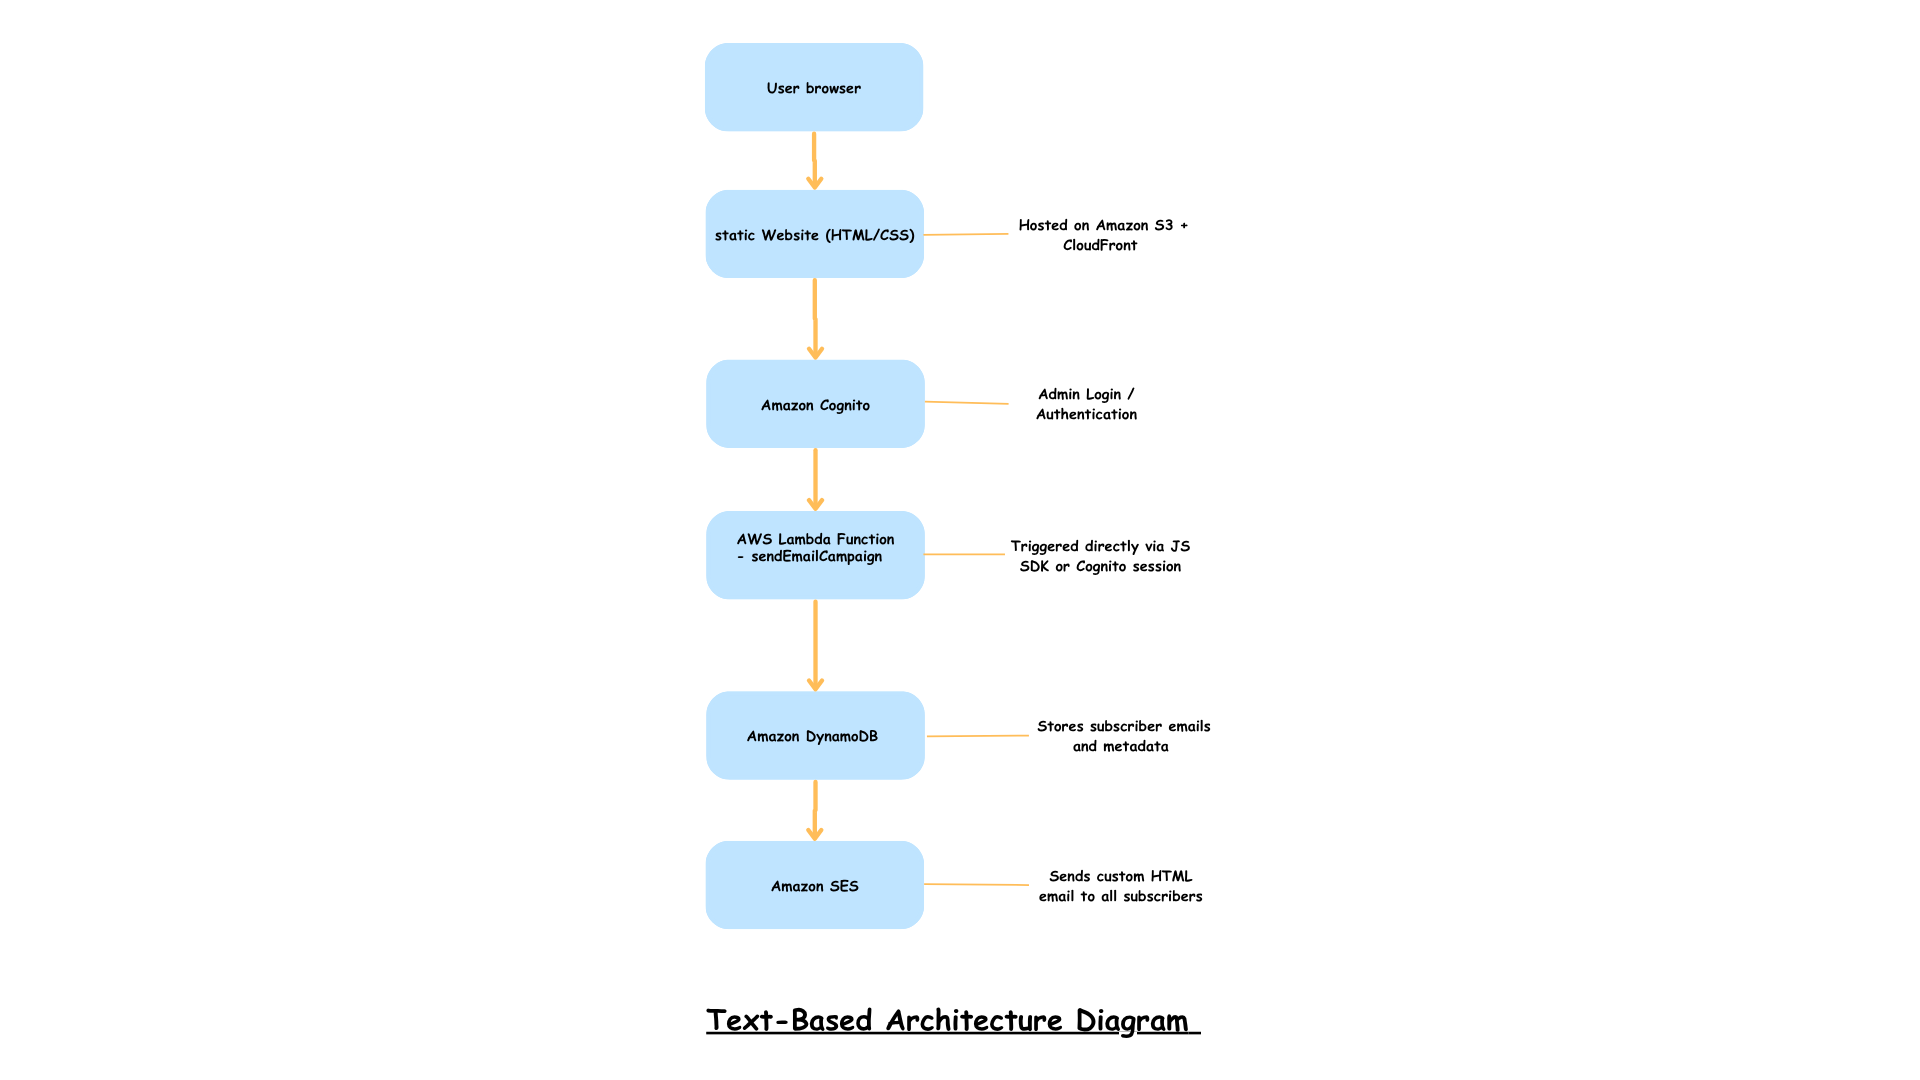 User browser
static Website (HTML/CSS)
Hosted on Amazon S3 +
CloudFront
Amazon Cognito
Admin Login /
Authentication
AWS Lambda Function
- sendEmailCampaign
Triggered directly via JS
SDK or Cognito session
Amazon DynamoDB
Stores subscriber emails
and metadata
Amazon SES
Sends custom HTML
email to all subscribers
Text-Based Architecture Diagram